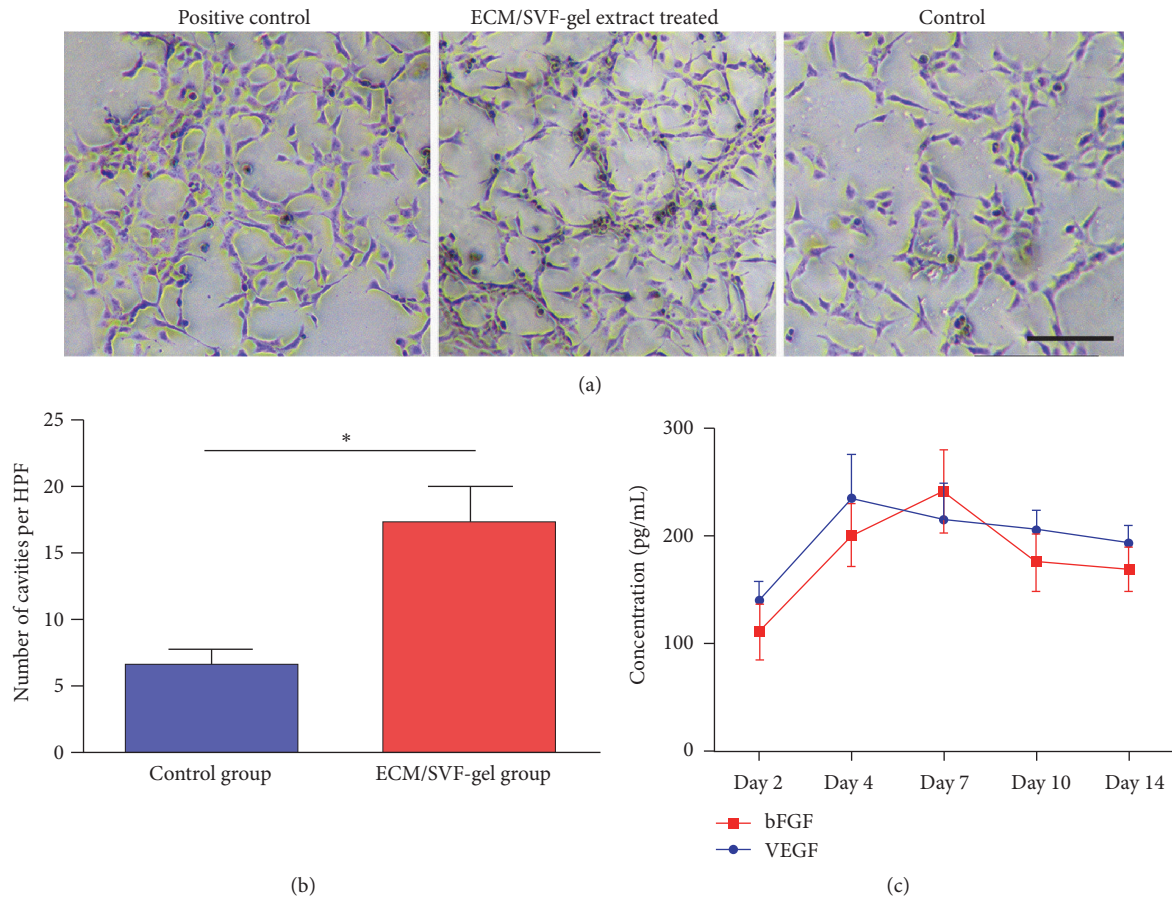 Positive control
ECM/SVF-gel extract treated
Control
(a)
Number of cavities per HPF
25
20
15
10
5
0
*
Control group
ECM/SVF-gel group
(b)
Concentration (pg/mL)
300
200
100
0
Day 2
Day 4
Day 7
Day 10
Day 14
bFGF
VEGF
(c)